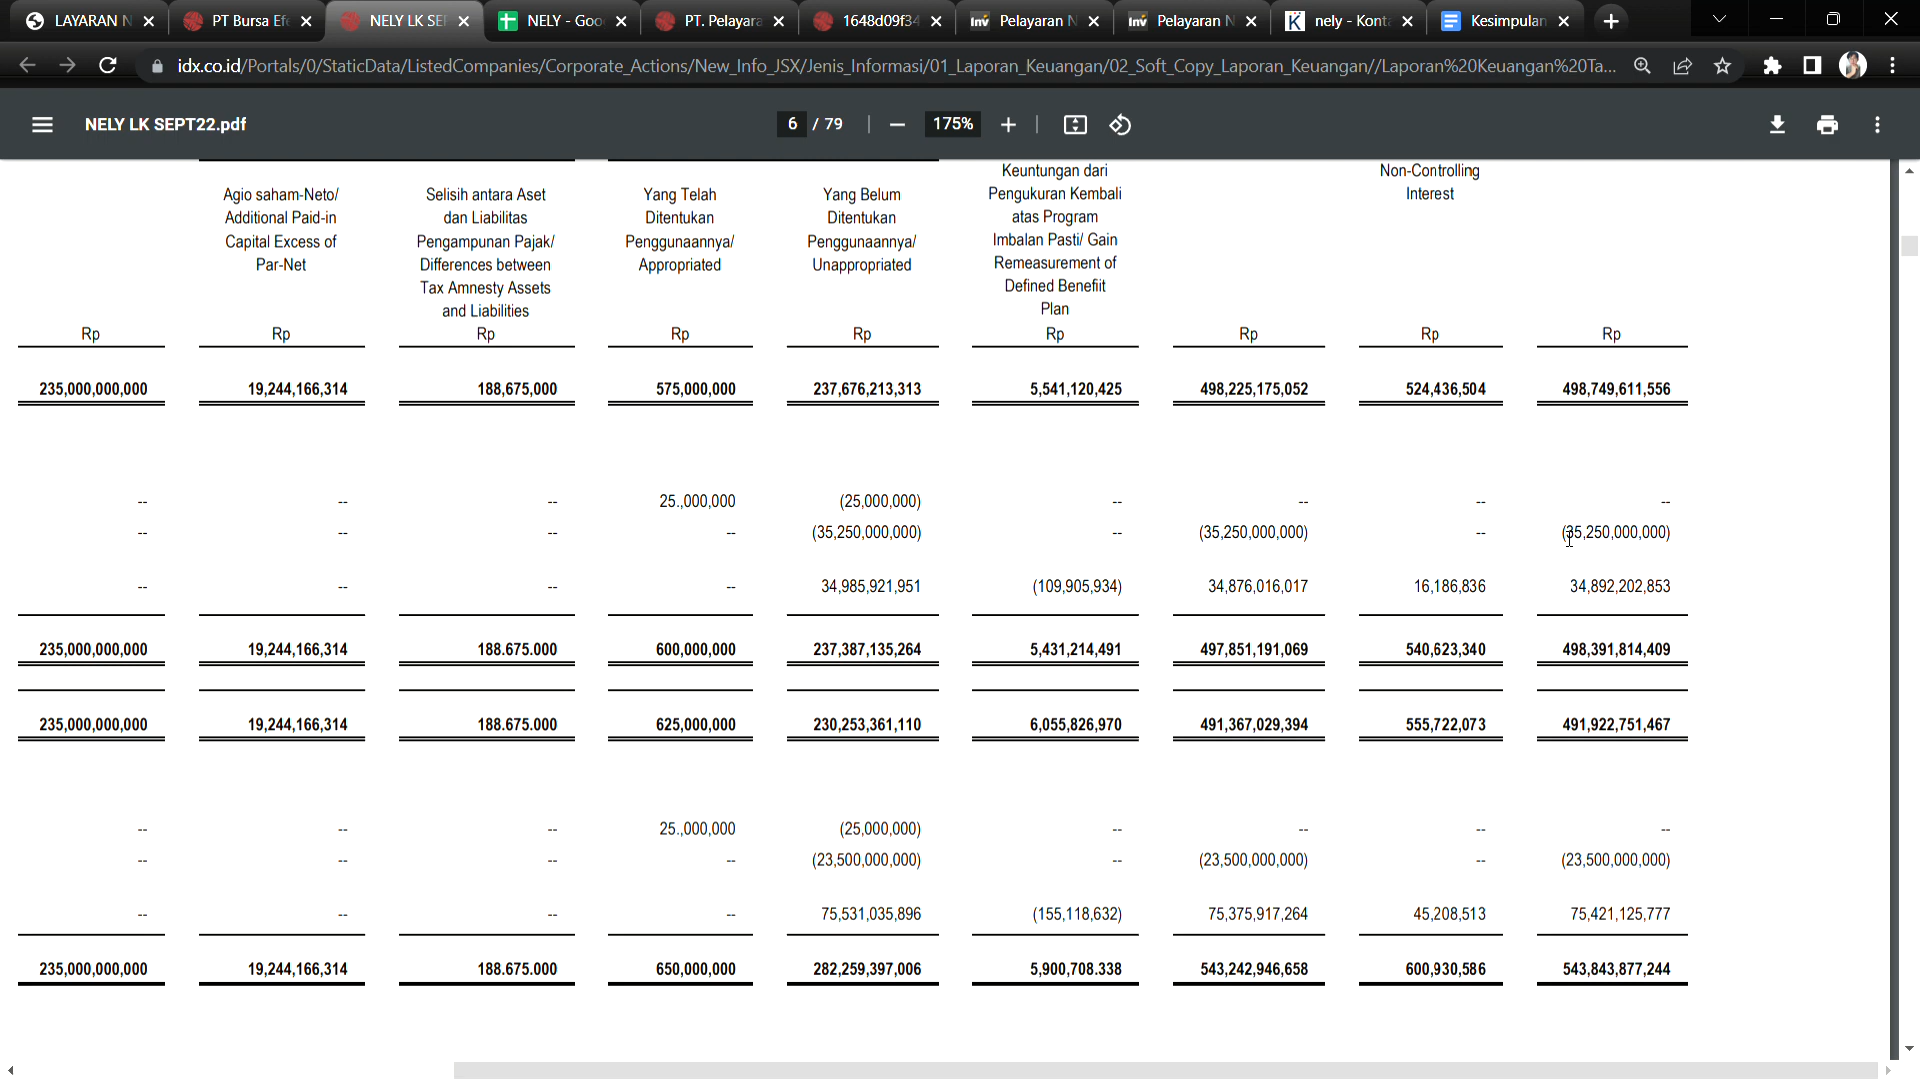 LAYARAN N
PT Bursa Efe
NELY LK SEP
NELY - Goo
PT. Pelayara
1648d09f34
Pelayaran N
Pelayaran N
nely - Konta
Kesimpulan
idx.co.id/Portals/0/StaticData/ListedCompanies/Corporate_Actions/New_Info_JSX/Jenis_Informasi/01_Laporan_Keuangan/02_Soft_Copy_Laporan_Keuangan//Laporan%20Keuangan%20Ta...
NELY LK SEPT22.pdf
6 / 79
175%
Agio saham-Neto/
Additional Paid-in
Capital Excess of
Par-Net
Rp
Rp
Selisih antara Aset
dan Liabilitas
Pengampunan Pajak/
Differences between
Tax Amnesty Assets
and Liabilities
Rp
Yang Telah
Ditentukan
Penggunaannya/
Appropriated
Rp
Yang Belum
Ditentukan
Penggunaannya/
Unappropriated
Rp
Keuntungan dari
Pengukuran Kembali
atas Program
Imbalan Pasti/ Gain
Remeasurement of
Defined Benefiit
Plan
Rp
Rp
Non-Controlling
Interest
Rp
Rp
235,000,000,000 19,244,166,314 188,675,000 575,000,000 237,676,213,313 5,541,120,425 498,225,175,052 524,436,504 498,749,611,556
-- -- -- 25.,000,000 (25,000,000) -- -- -- --
-- -- -- -- (35,250,000,000) -- (35,250,000,000) -- (35,250,000,000)
-- -- -- -- 34,985,921,951 (109,905,934) 34,876,016,017 16,186,836 34,892,202,853
235,000,000,000 19,244,166,314 188.675.000 600,000,000 237,387,135,264 5,431,214,491 497,851,191,069 540,623,340 498,391,814,409
235,000,000,000 19,244,166,314 188.675.000 625,000,000 230,253,361,110 6,055,826,970 491,367,029,394 555,722,073 491,922,751,467
-- -- -- 25.,000,000 (25,000,000) -- -- -- --
-- -- -- -- (23,500,000,000) -- (23,500,000,000) -- (23,500,000,000)
-- -- -- -- 75,531,035,896 (155,118,632) 75,375,917,264 45,208,513 75,421,125,777
235,000,000,000 19,244,166,314 188.675.000 650,000,000 282,259,397,006 5,900,708.338 543,242,946,658 600,930,586 543,843,877,244